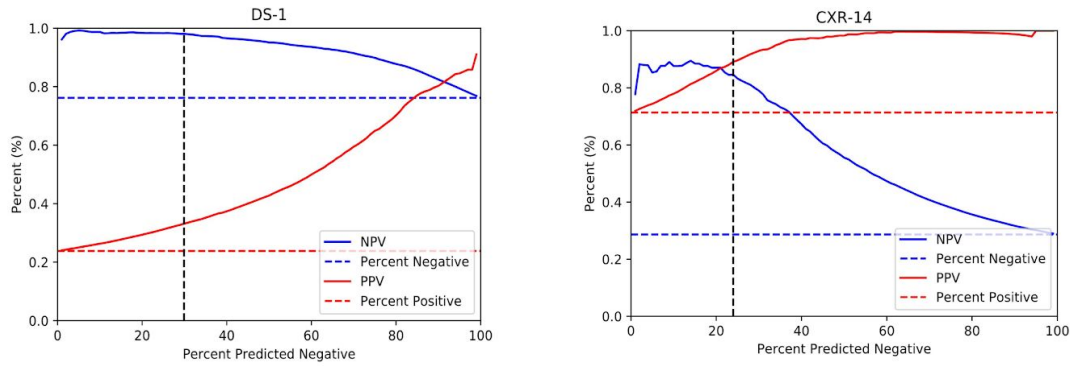 DS-1
Percent (%)
1.0
0.8
0.6
0.4
0.2
0.0
NPV
Percent Negative
PPV
Percent Positive
0 20 40 60 80 100
Percent Predicted Negative
CXR-14
Percent (%)
1.0
0.8
0.6
0.4
0.2
0.0
NPV
Percent Negative
PPV
Percent Positive
0 20 40 60 80 100
Percent Predicted Negative